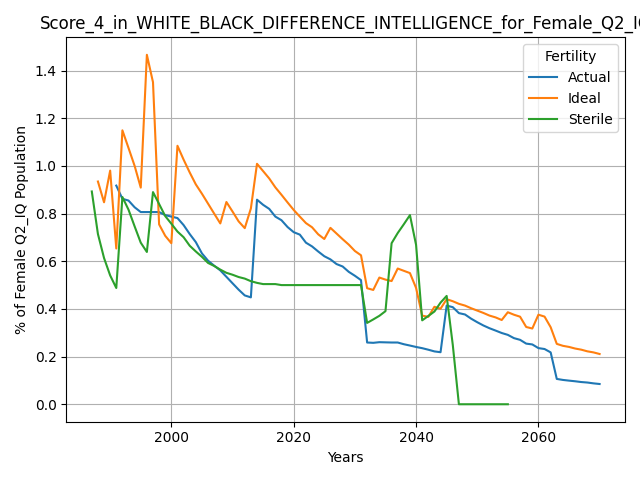 Score_4_in_WHITE_BLACK_DIFFERENCE_INTELLIGENCE_for_Female_Q2_IQ
Fertility
Actual
Ideal
Sterile
% of Female Q2_IQ Population
1.4
1.2
1.0
0.8
0.6
0.4
0.2
0.0
2000 2020 2040 2060
Years